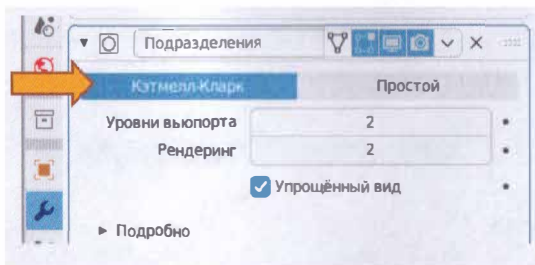 Подразделения
Кэтмелл-Кларк Простой
Уровни вьюпорта 2
Рендеринг 2
Упрощённый вид
Подробно